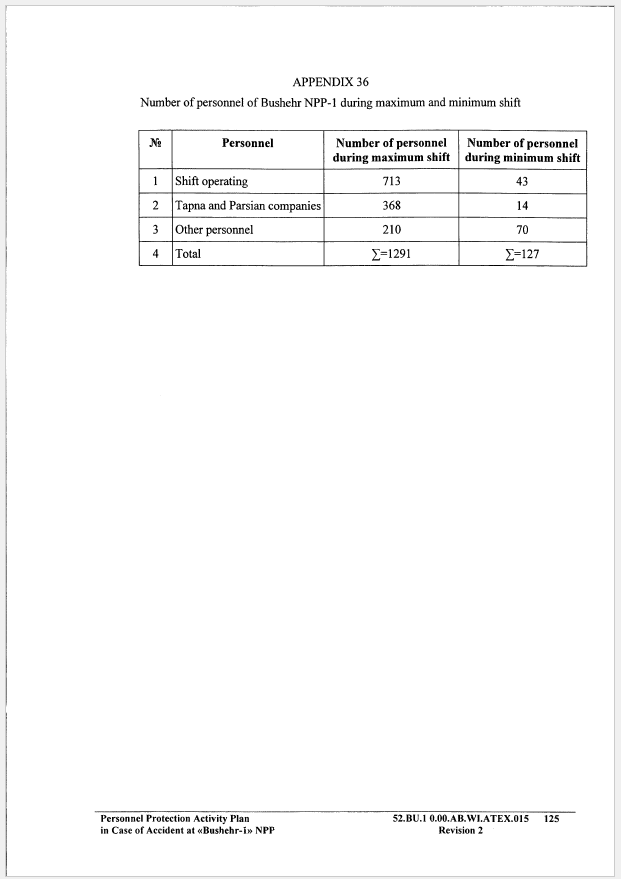 APPENDIX 36
Number of personnel of Bushehr NPP-1 during maximum and minimum shift
№ Personnel Number of personnel during maximum shift Number of personnel during minimum shift
1 Shift operating 713 43
2 Tapna and Parsian companies 368 14
3 Other personnel 210 70
4 Total ∑=1291 ∑=127
Personnel Protection Activity Plan 52.BU.1 0.00.AB.WI.ATEX.015 125
in Case of Accident at «Bushehr-1» NPP Revision 2